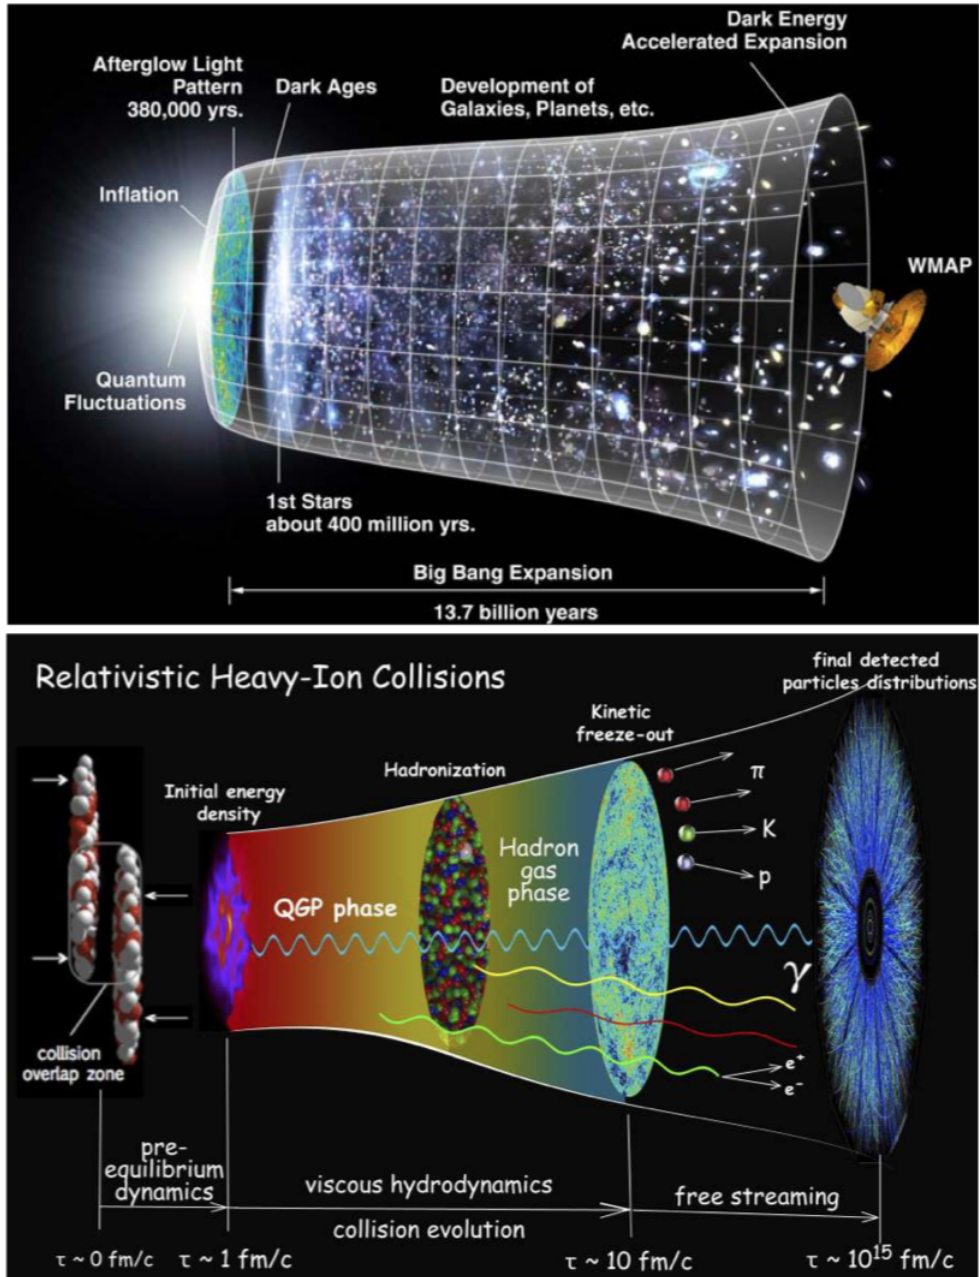 Dark Energy
Accelerated Expansion
Afterglow Light
Pattern
380,000 yrs.
Dark Ages
Development of
Galaxies, Planets, etc.
Inflation
WMAP
Quantum
Fluctuations
1st Stars
about 400 million yrs.
Big Bang Expansion
13.7 billion years
Relativistic Heavy-Ion Collisions
final detected
particles distributions
Kinetic
freeze-out
Hadronization
Initial energy
density
π
K
p
Hadron
gas
phase
QGP phase
γ
collision
overlap zone
e⁺
e⁻
pre-
equilibrium
dynamics
viscous hydrodynamics
collision evolution
free streaming
τ ~ 0 fm/c
τ ~ 1 fm/c
τ ~ 10 fm/c
τ ~ 10¹⁵ fm/c